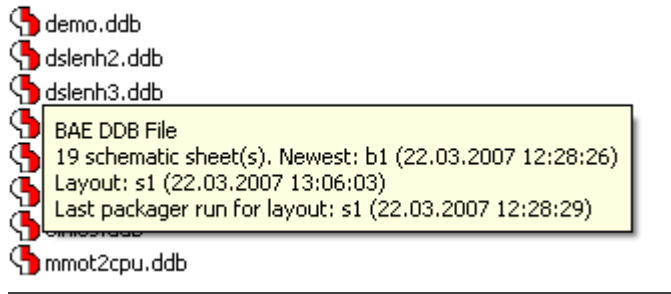 demo.ddb
dslenh2.ddb
dslenh3.ddb
BAE DDB File
19 schematic sheet(s). Newest: b1 (22.03.2007 12:28:26)
Layout: s1 (22.03.2007 13:06:03)
Last packager run for layout: s1 (22.03.2007 12:28:29)
mmot2cpu.ddb